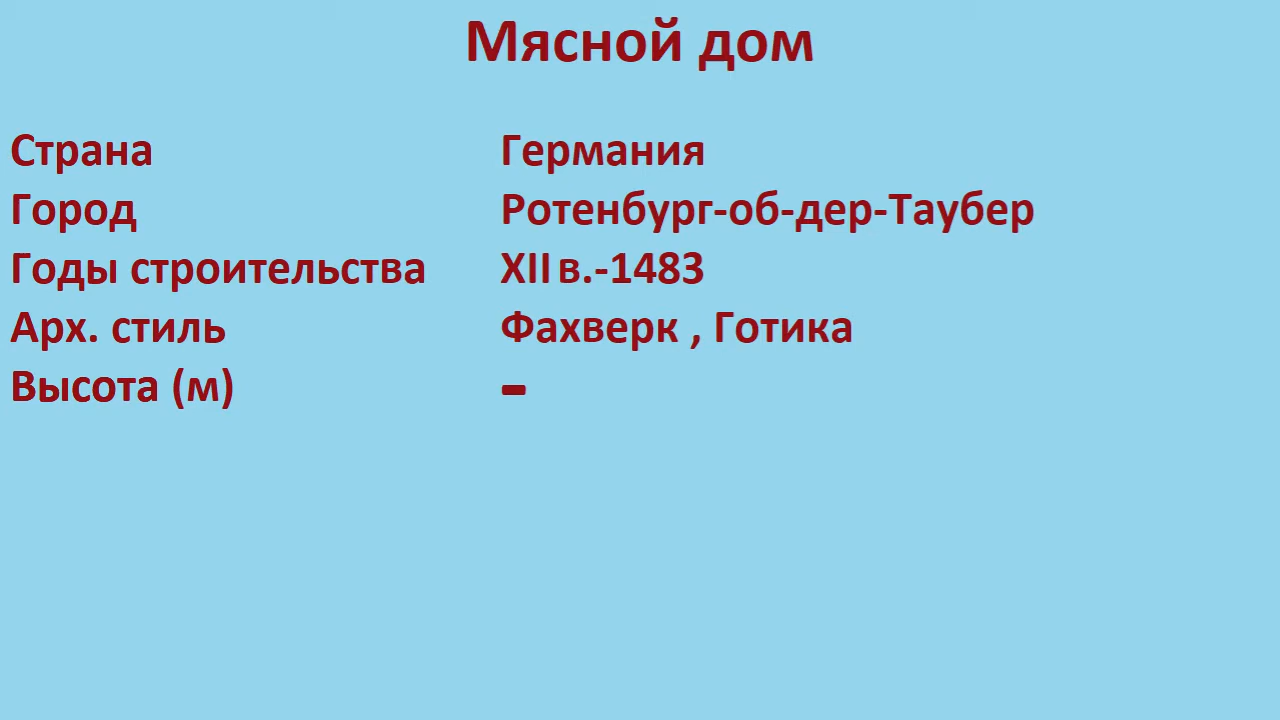 Мясной дом
Страна Германия
Город Ротенбург-об-дер-Таубер
Годы строительства XII в.-1483
Арх. стиль Фахверк , Готика
Высота (м) -